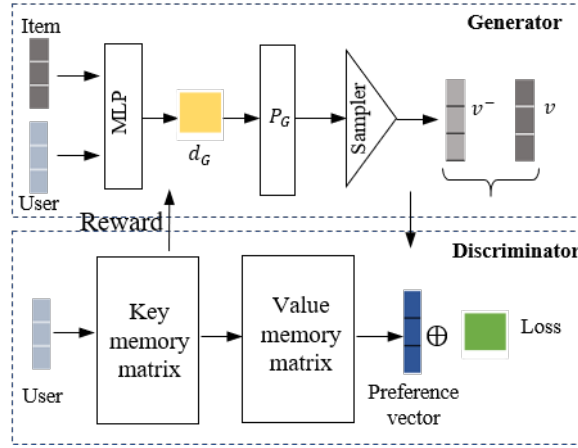 Generator
Item
User
MLP
d_G
P_G
Sampler
v⁻
v
Reward
Discriminator
User
Key
memory
matrix
Value
memory
matrix
⊕
Preference
vector
Loss